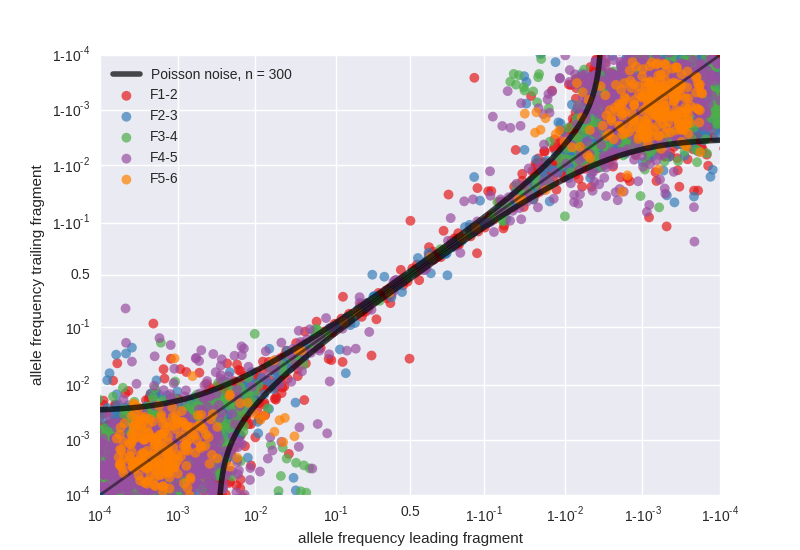 1-10⁻⁴
1-10⁻³
1-10⁻²
1-10⁻¹
0.5
10⁻¹
10⁻²
10⁻³
10⁻⁴
allele frequency trailing fragment
Poisson noise, n = 300
F1-2
F2-3
F3-4
F4-5
F5-6
10⁻⁴ 10⁻³ 10⁻² 10⁻¹ 0.5 1-10⁻¹ 1-10⁻² 1-10⁻³ 1-10⁻⁴
allele frequency leading fragment